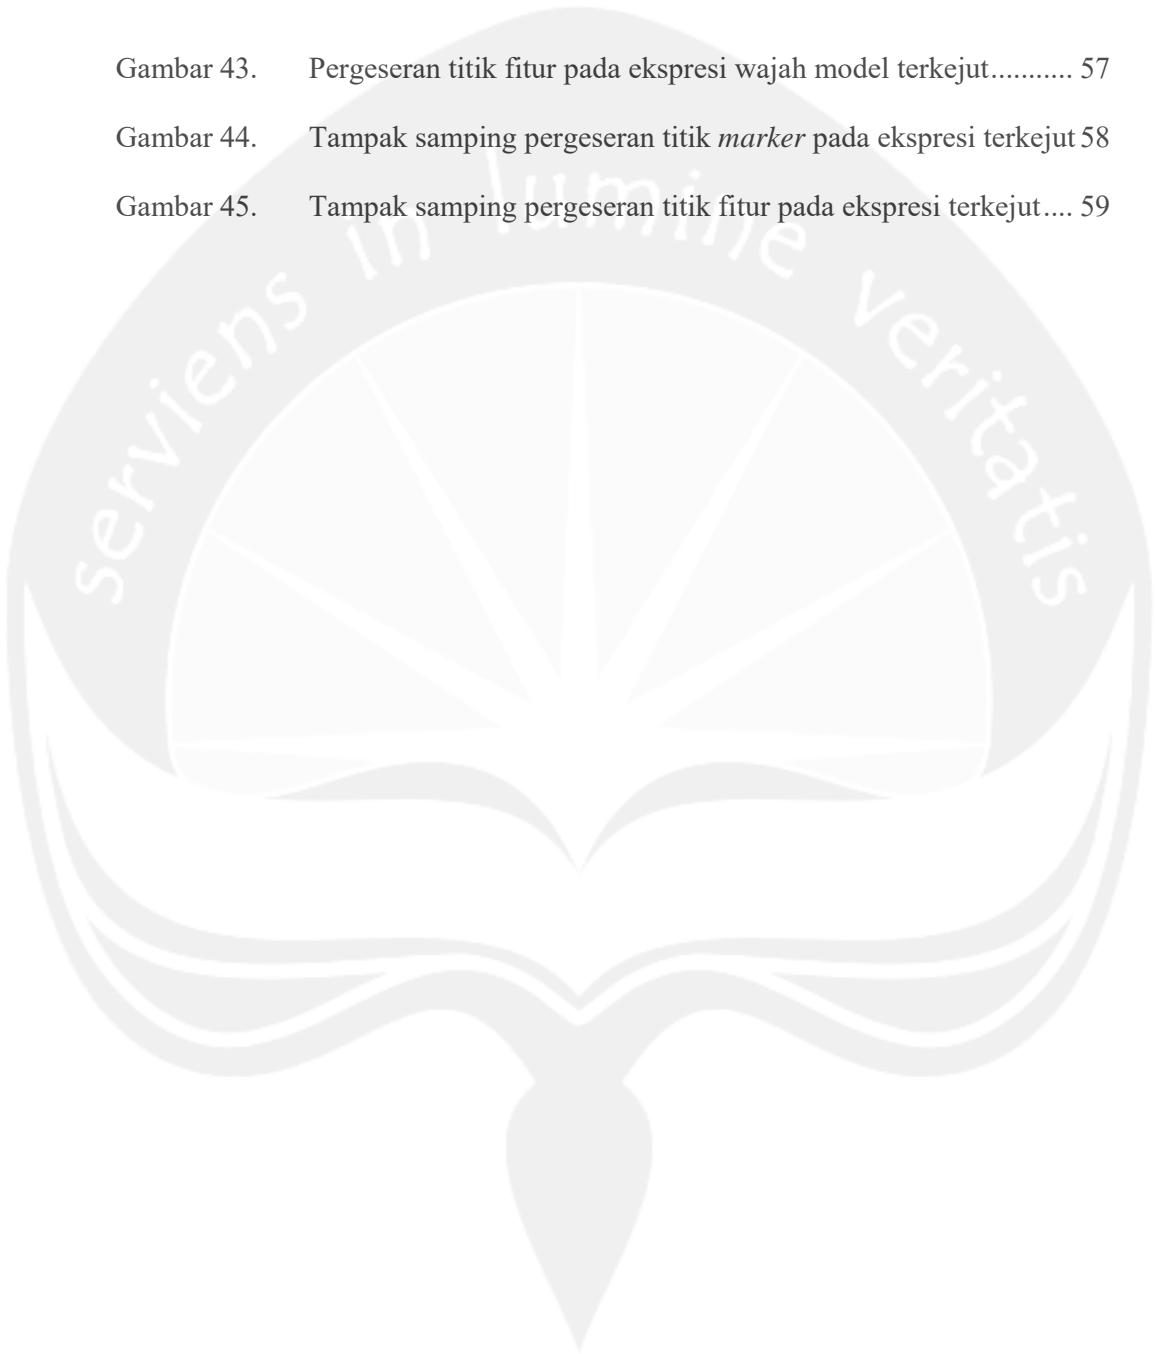 Gambar 43. Pergeseran titik fitur pada ekspresi wajah model terkejut........... 57
Gambar 44. Tampak samping pergeseran titik marker pada ekspresi terkejut 58
Gambar 45. Tampak samping pergeseran titik fitur pada ekspresi terkejut.... 59
serviens in lumine veritatis